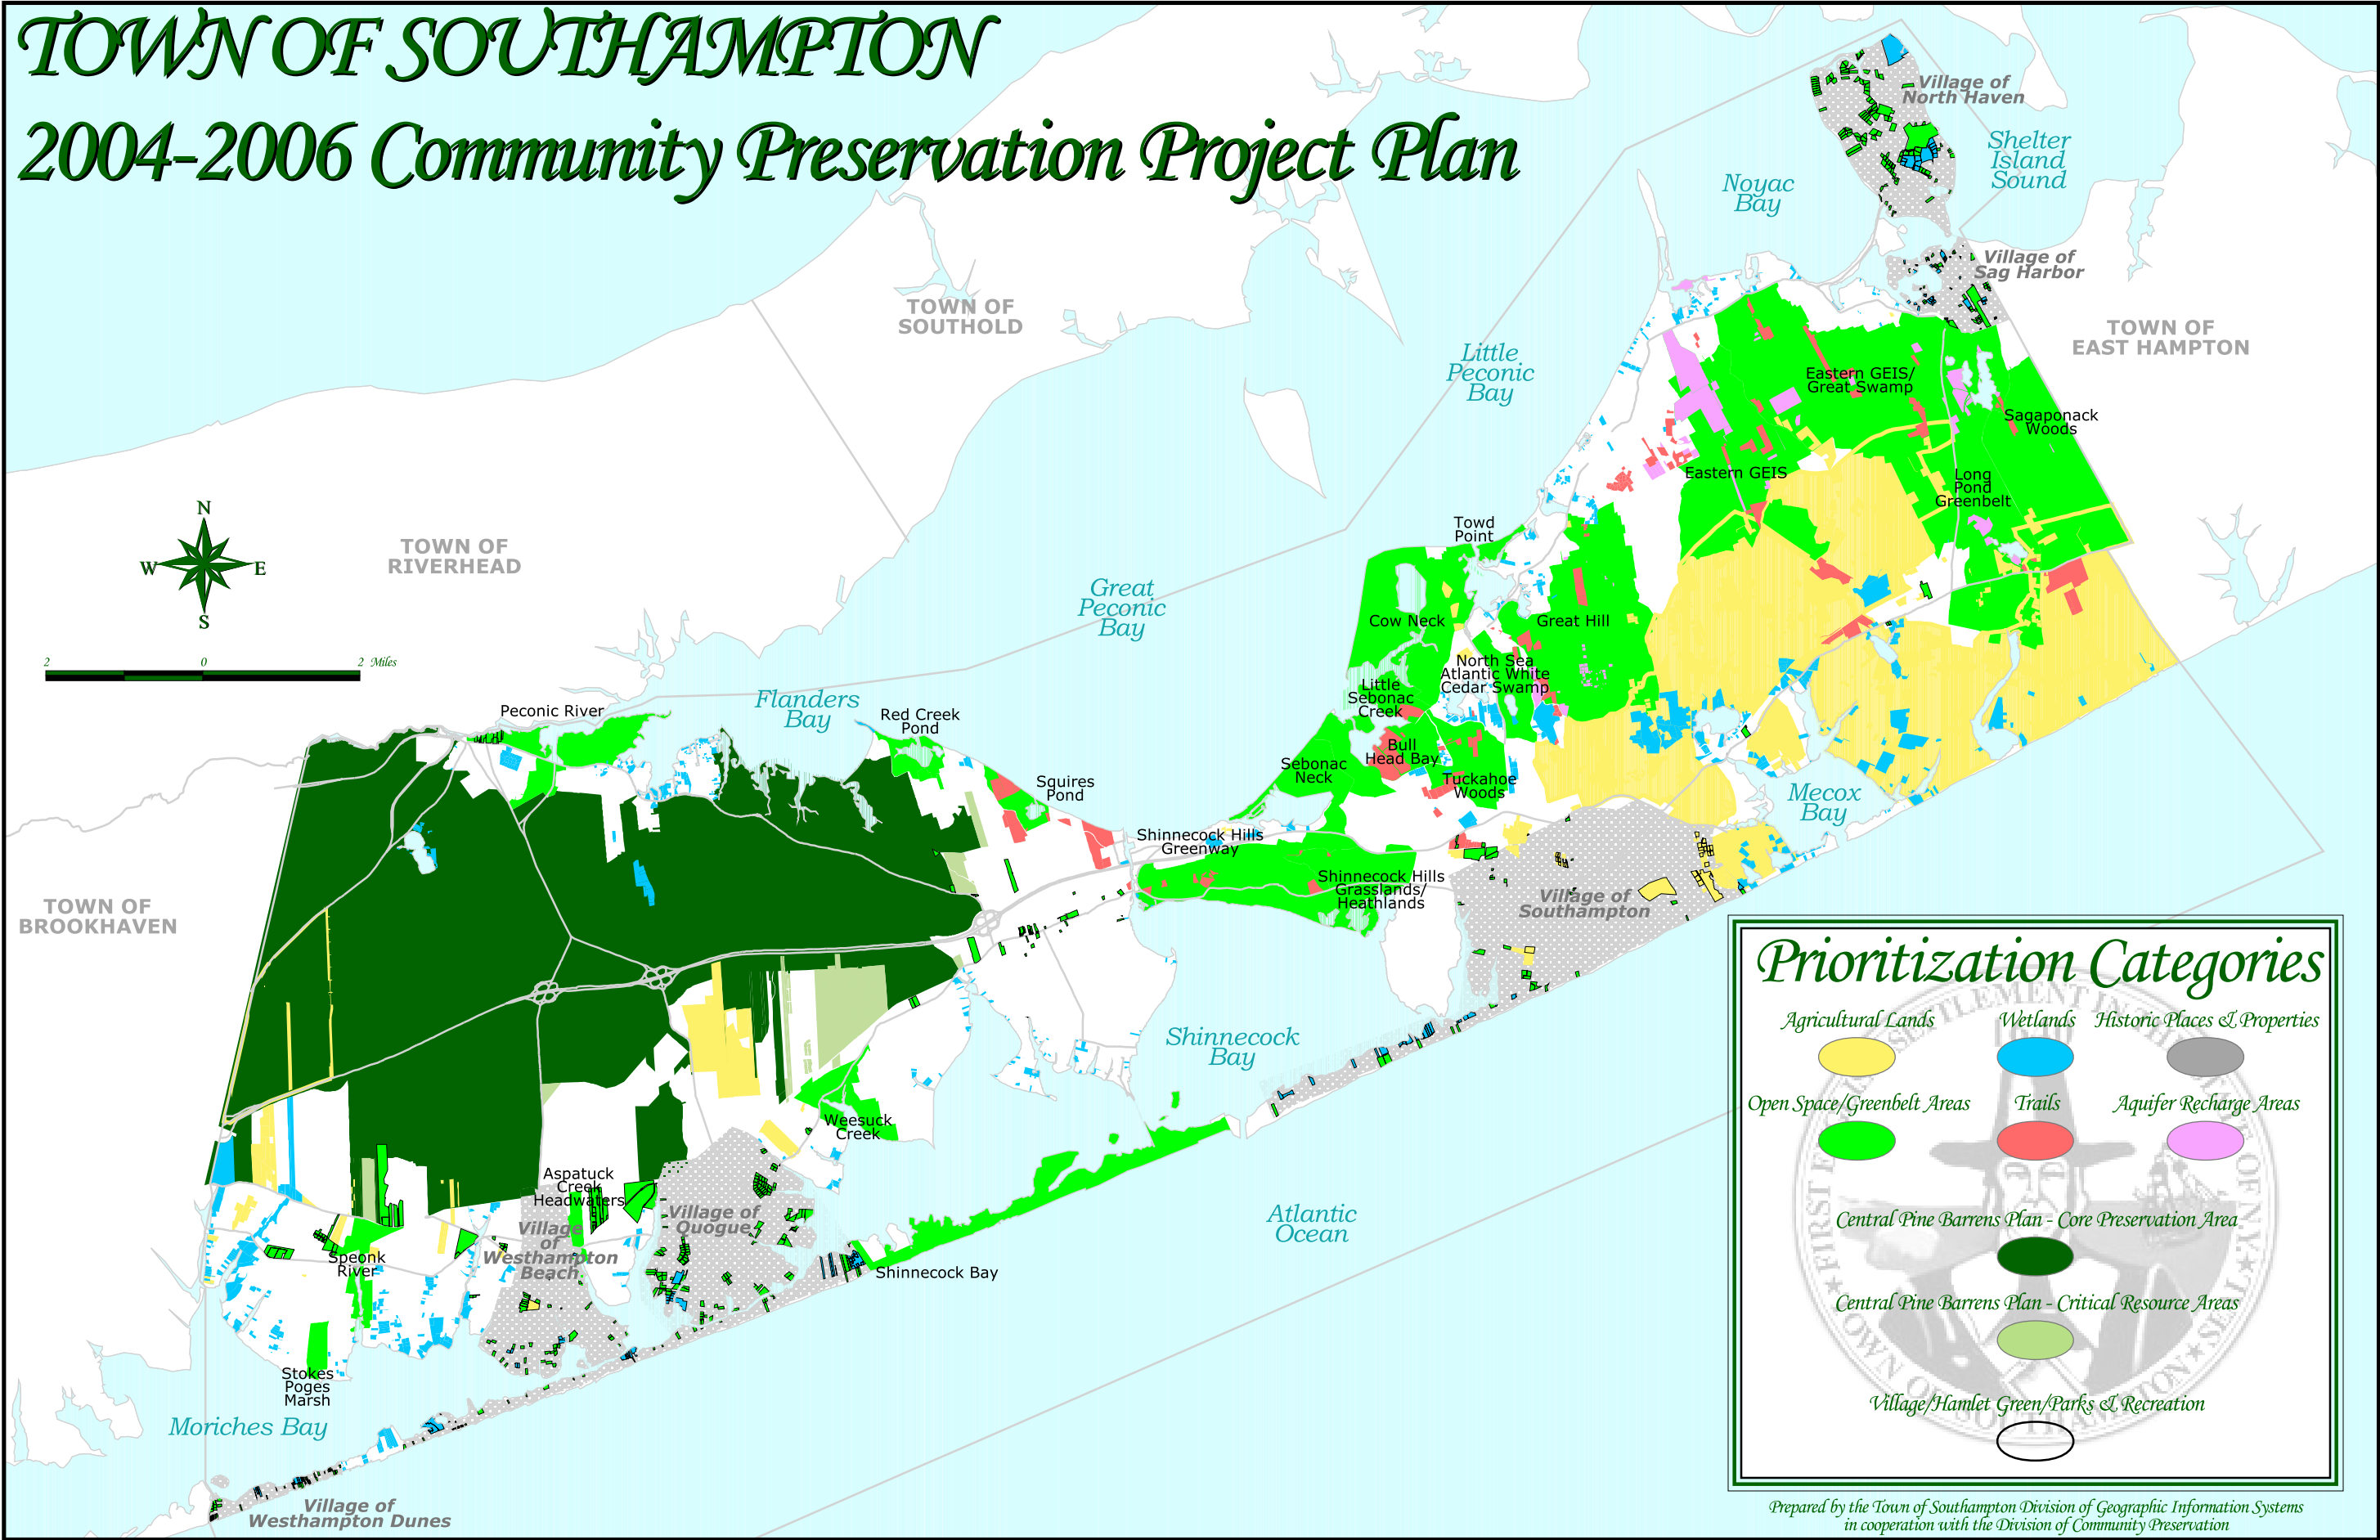 TOWN OF SOUTHAMPTON
2004-2006 Community Preservation Project Plan
Village of
North Haven
Shelter
Island
Sound
Noyac
Bay
Village of
Sag Harbor
TOWN OF
SOUTHOLD
TOWN OF
EAST HAMPTON
Little
Peconic
Bay
Eastern GEIS/
Great Swamp
Sagaponack
Woods
Eastern GEIS
Long
Pond
Greenbelt
N
W
E
S
TOWN OF
RIVERHEAD
Towd
Point
Great
Peconic
Bay
Cow Neck
Great Hill
2
0
2 Miles
North Sea
Atlantic White
Cedar Swamp
Little
Sebonac
Creek
Peconic River
Flanders
Bay
Red Creek
Pond
Bull
Head Bay
Sebonac
Neck
Tuckahoe
Woods
Squires
Pond
Mecox
Bay
Shinnecock Hills
Greenway
Shinnecock Hills
Grasslands/
Heathlands
Village of
Southampton
TOWN OF
BROOKHAVEN
Shinnecock
Bay
Weesuck
Creek
Aspatuck
Creek
Headwaters
Village of
Quogue
Village
of
Westhampton
Beach
Atlantic
Ocean
Speonk
River
Shinnecock Bay
Stokes
Poges
Marsh
Moriches Bay
Village of
Westhampton Dunes
Prioritization Categories
Agricultural Lands
Wetlands
Historic Places & Properties
Open Space/Greenbelt Areas
Trails
Aquifer Recharge Areas
Central Pine Barrens Plan - Core Preservation Area
Central Pine Barrens Plan - Critical Resource Areas
Village/Hamlet Green/Parks & Recreation
Prepared by the Town of Southampton Division of Geographic Information Systems
in cooperation with the Division of Community Preservation